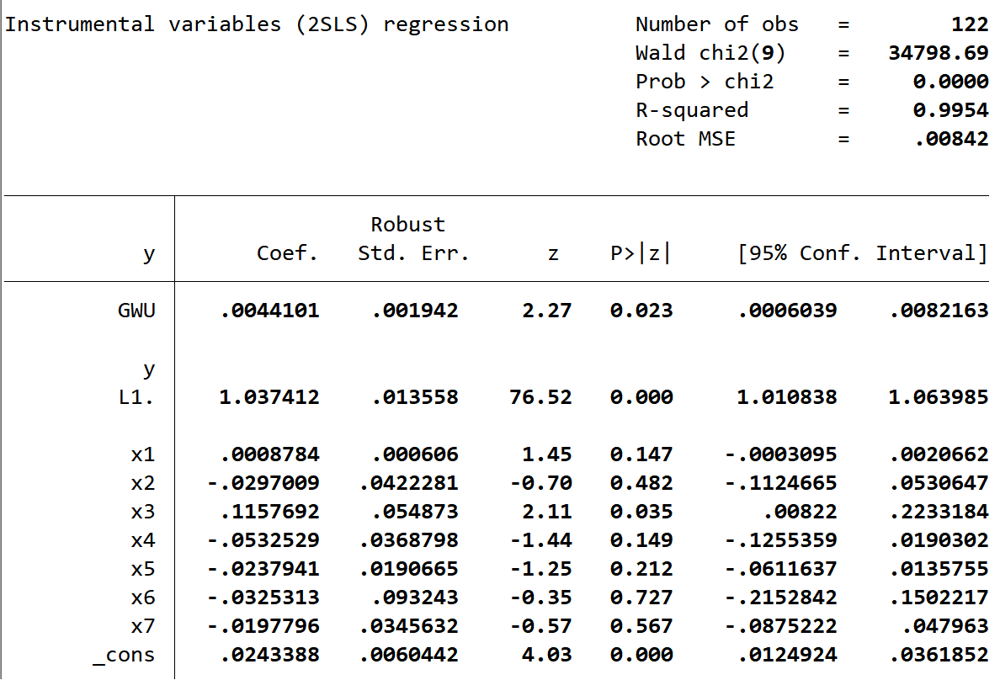 Instrumental variables (2SLS) regression Number of obs = 122
Wald chi2(9) = 34798.69
Prob > chi2 = 0.0000
R-squared = 0.9954
Root MSE = .00842
Robust
y Coef. Std. Err. z P>|z| [95% Conf. Interval]
GWU .0044101 .001942 2.27 0.023 .0006039 .0082163
y
L1. 1.037412 .013558 76.52 0.000 1.010838 1.063985
x1 .0008784 .000606 1.45 0.147 -.0003095 .0020662
x2 -.0297009 .0422281 -0.70 0.482 -.1124665 .0530647
x3 .1157692 .054873 2.11 0.035 .00822 .2233184
x4 -.0532529 .0368798 -1.44 0.149 -.1255359 .0190302
x5 -.0237941 .0190665 -1.25 0.212 -.0611637 .0135755
x6 -.0325313 .093243 -0.35 0.727 -.2152842 .1502217
x7 -.0197796 .0345632 -0.57 0.567 -.0875222 .047963
_cons .0243388 .0060442 4.03 0.000 .0124924 .0361852